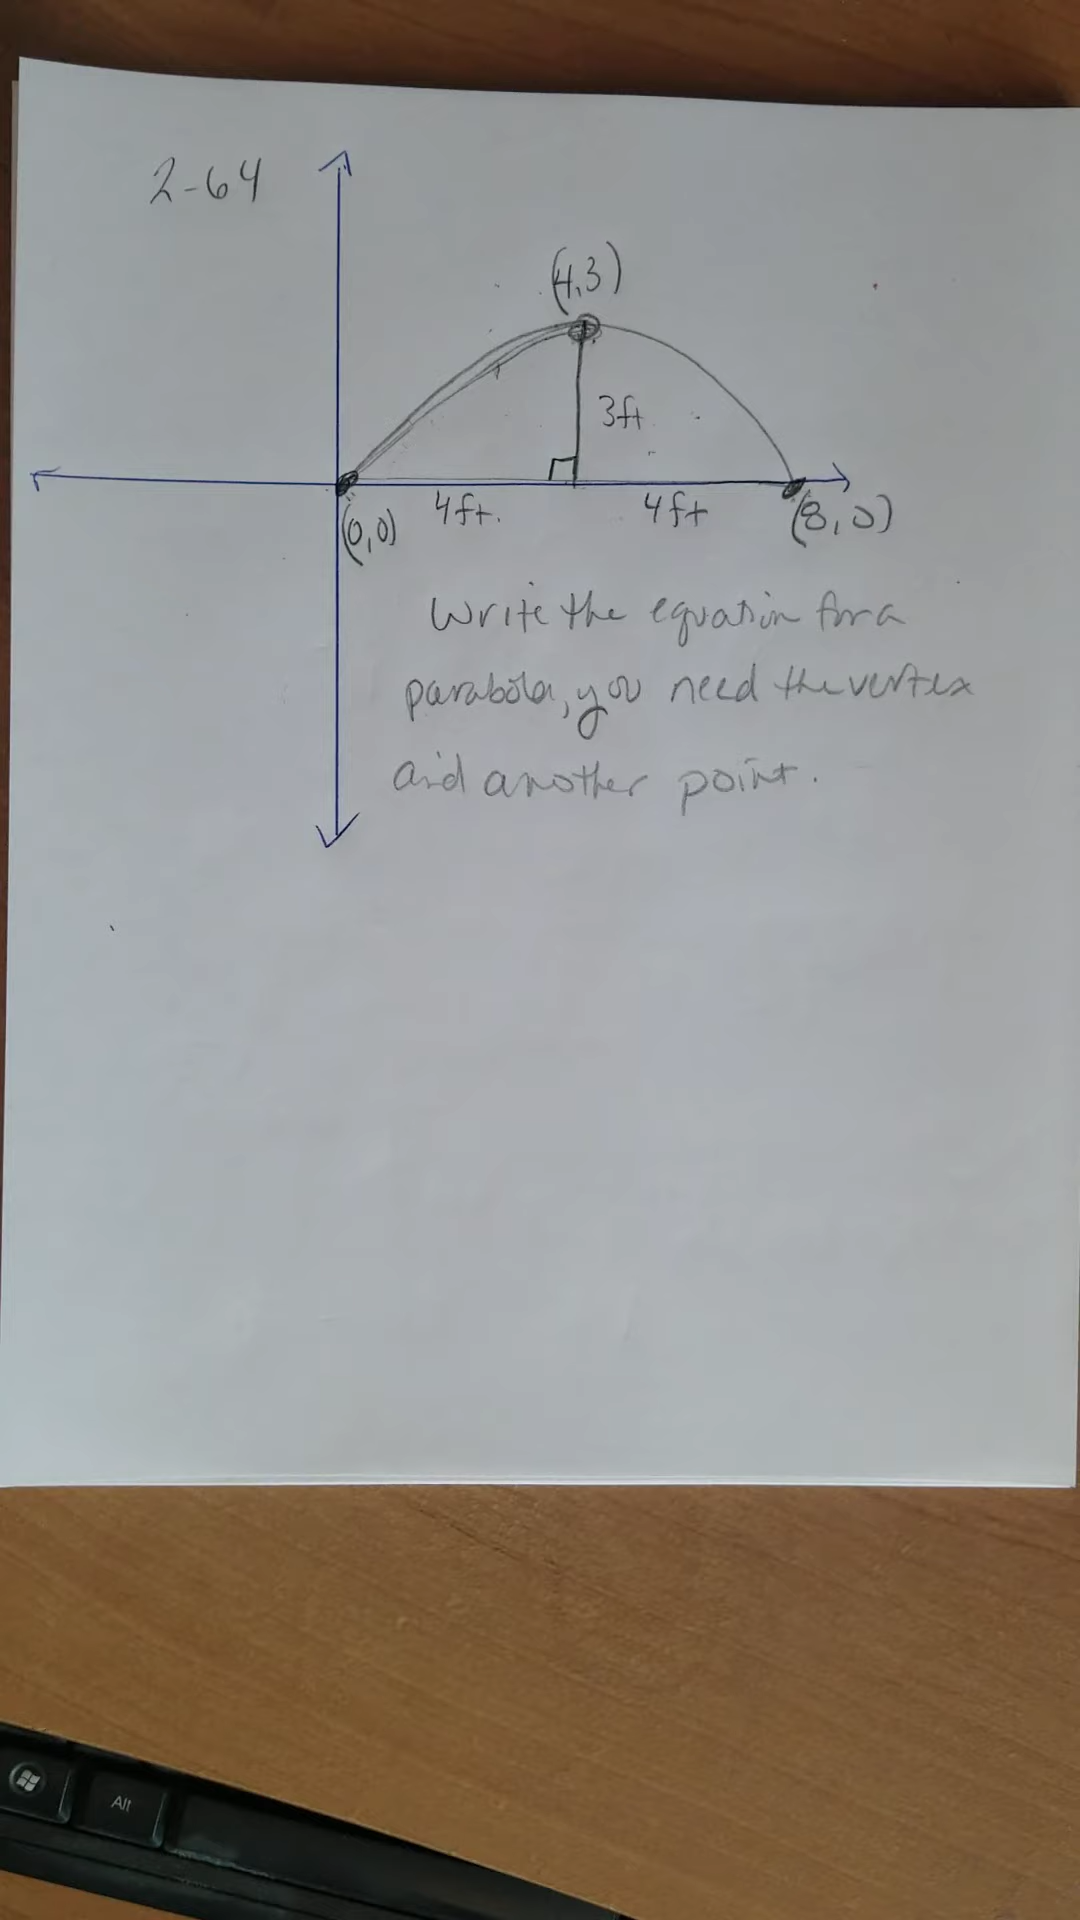 2-64
(4,3)
3ft
4ft.
4ft
(0,0)
(8,0)
Write the equation for a
parabola, you need the vertex
and another point.
Alt